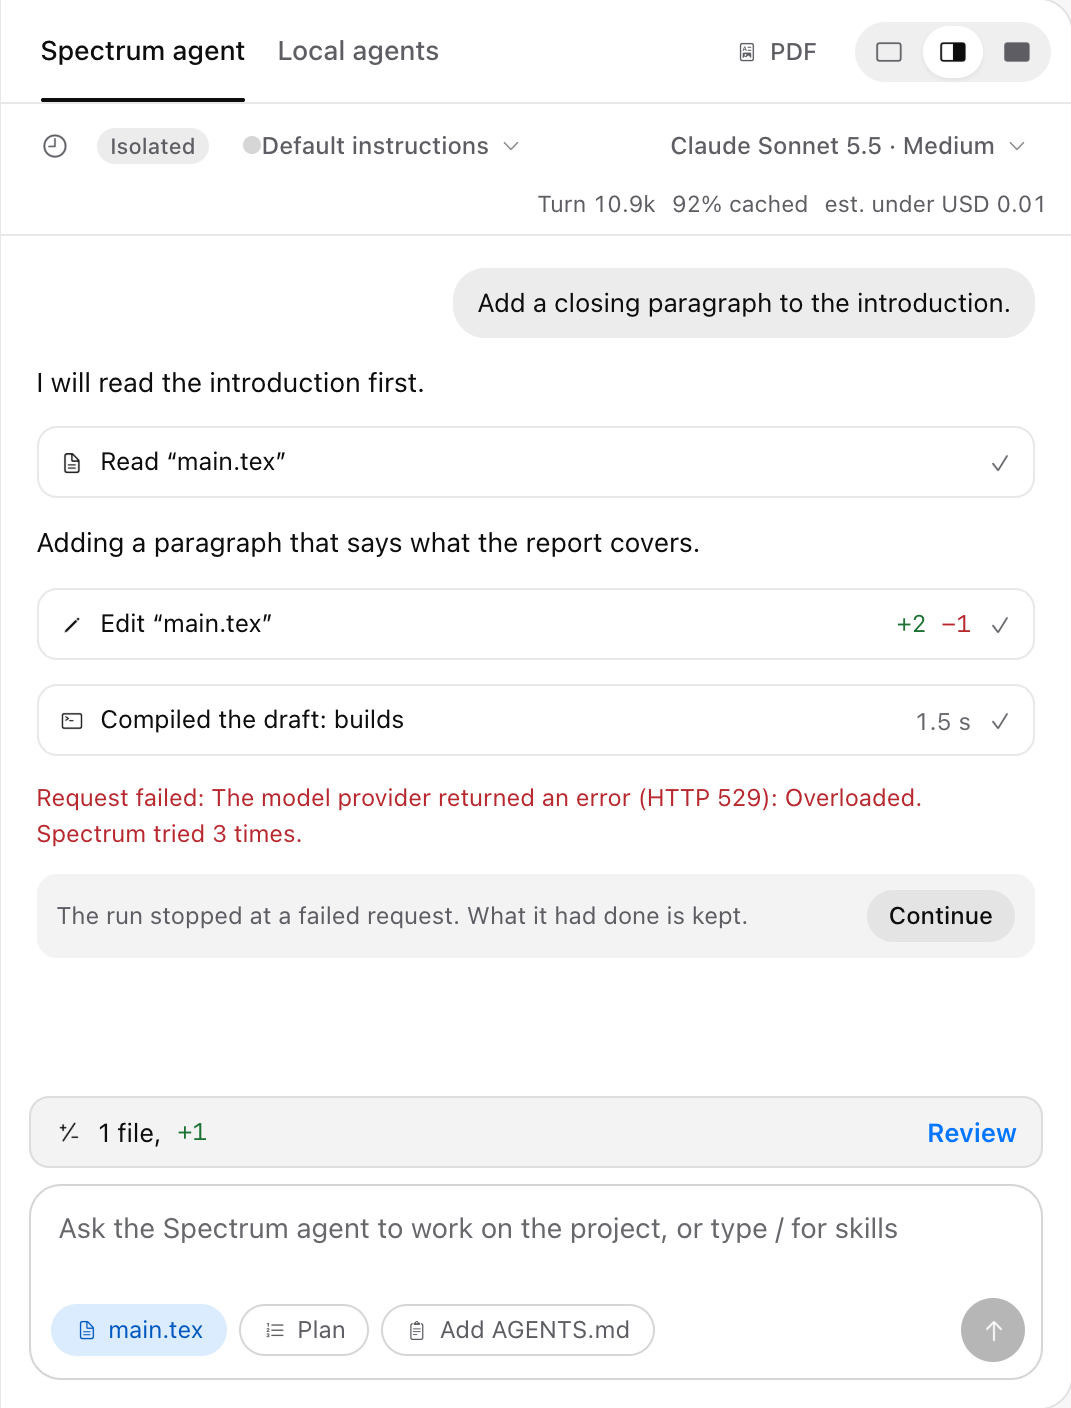 Spectrum agent Local agents PDF
Isolated Default instructions Claude Sonnet 5.5 · Medium
Turn 10.9k 92% cached est. under USD 0.01
Add a closing paragraph to the introduction.
I will read the introduction first.
Read “main.tex”
Adding a paragraph that says what the report covers.
Edit “main.tex” +2 −1
Compiled the draft: builds 1.5 s
Request failed: The model provider returned an error (HTTP 529): Overloaded.
Spectrum tried 3 times.
The run stopped at a failed request. What it had done is kept. Continue
1 file, +1 Review
Ask the Spectrum agent to work on the project, or type / for skills
main.tex Plan Add AGENTS.md